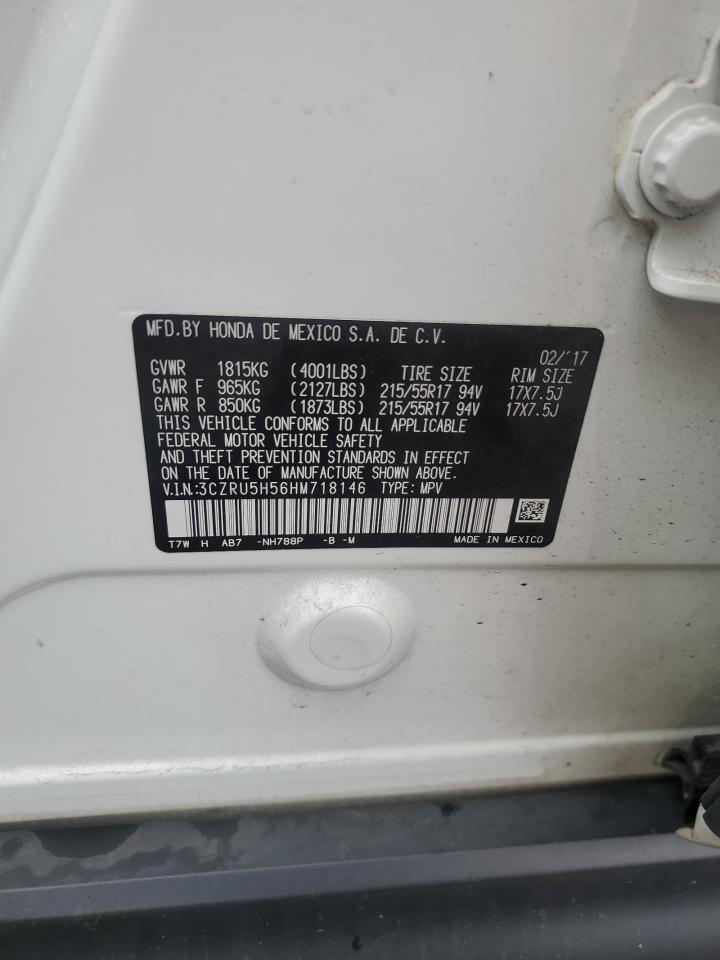 MFD.BY HONDA DE MEXICO S.A. DE C.V.
02/'17
GVWR 1815KG (4001LBS) TIRE SIZE RIM SIZE
GAWR F 965KG (2127LBS) 215/55R17 94V 17X7.5J
GAWR R 850KG (1873LBS) 215/55R17 94V 17X7.5J
THIS VEHICLE CONFORMS TO ALL APPLICABLE
FEDERAL MOTOR VEHICLE SAFETY
AND THEFT PREVENTION STANDARDS IN EFFECT
ON THE DATE OF MANUFACTURE SHOWN ABOVE.
V.I.N.:3CZRU5H56HM718146 TYPE: MPV
T7W H AB7 -NH788P -B -M MADE IN MEXICO